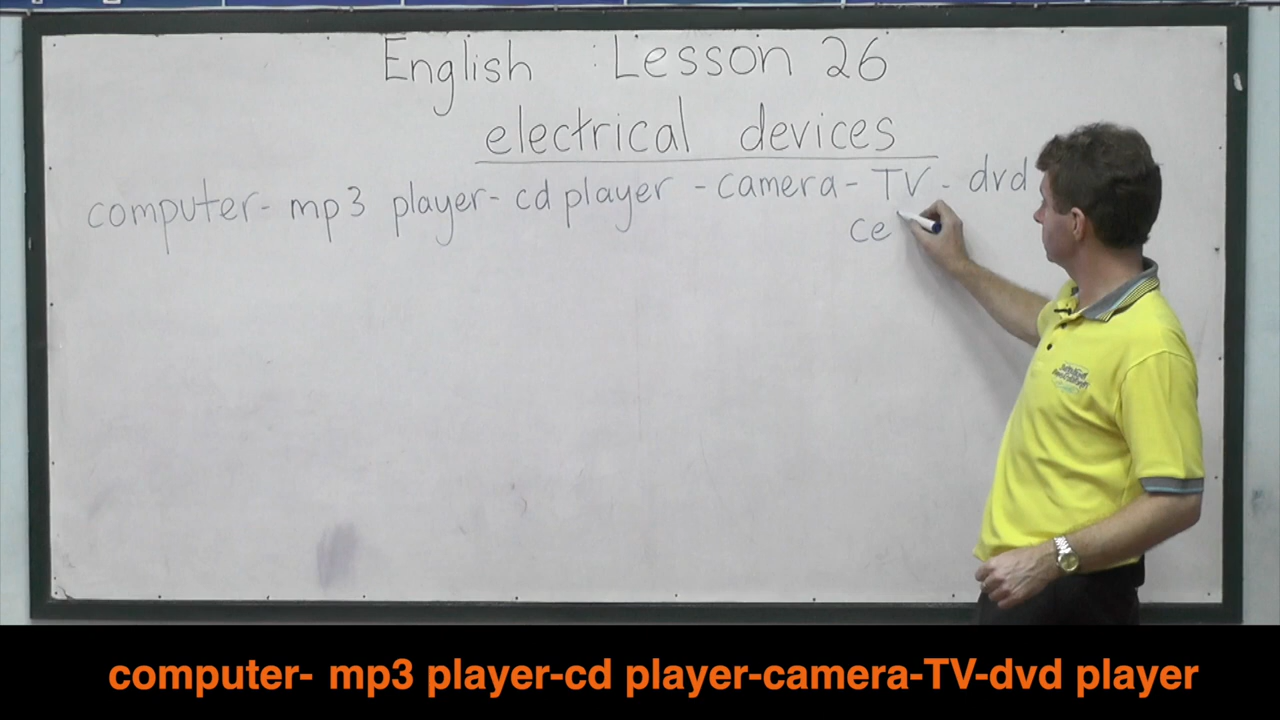 English : Lesson 26
electrical devices
computer- mp3 player- cd player - camera- TV - dvd
ce
computer- mp3 player-cd player-camera-TV-dvd player